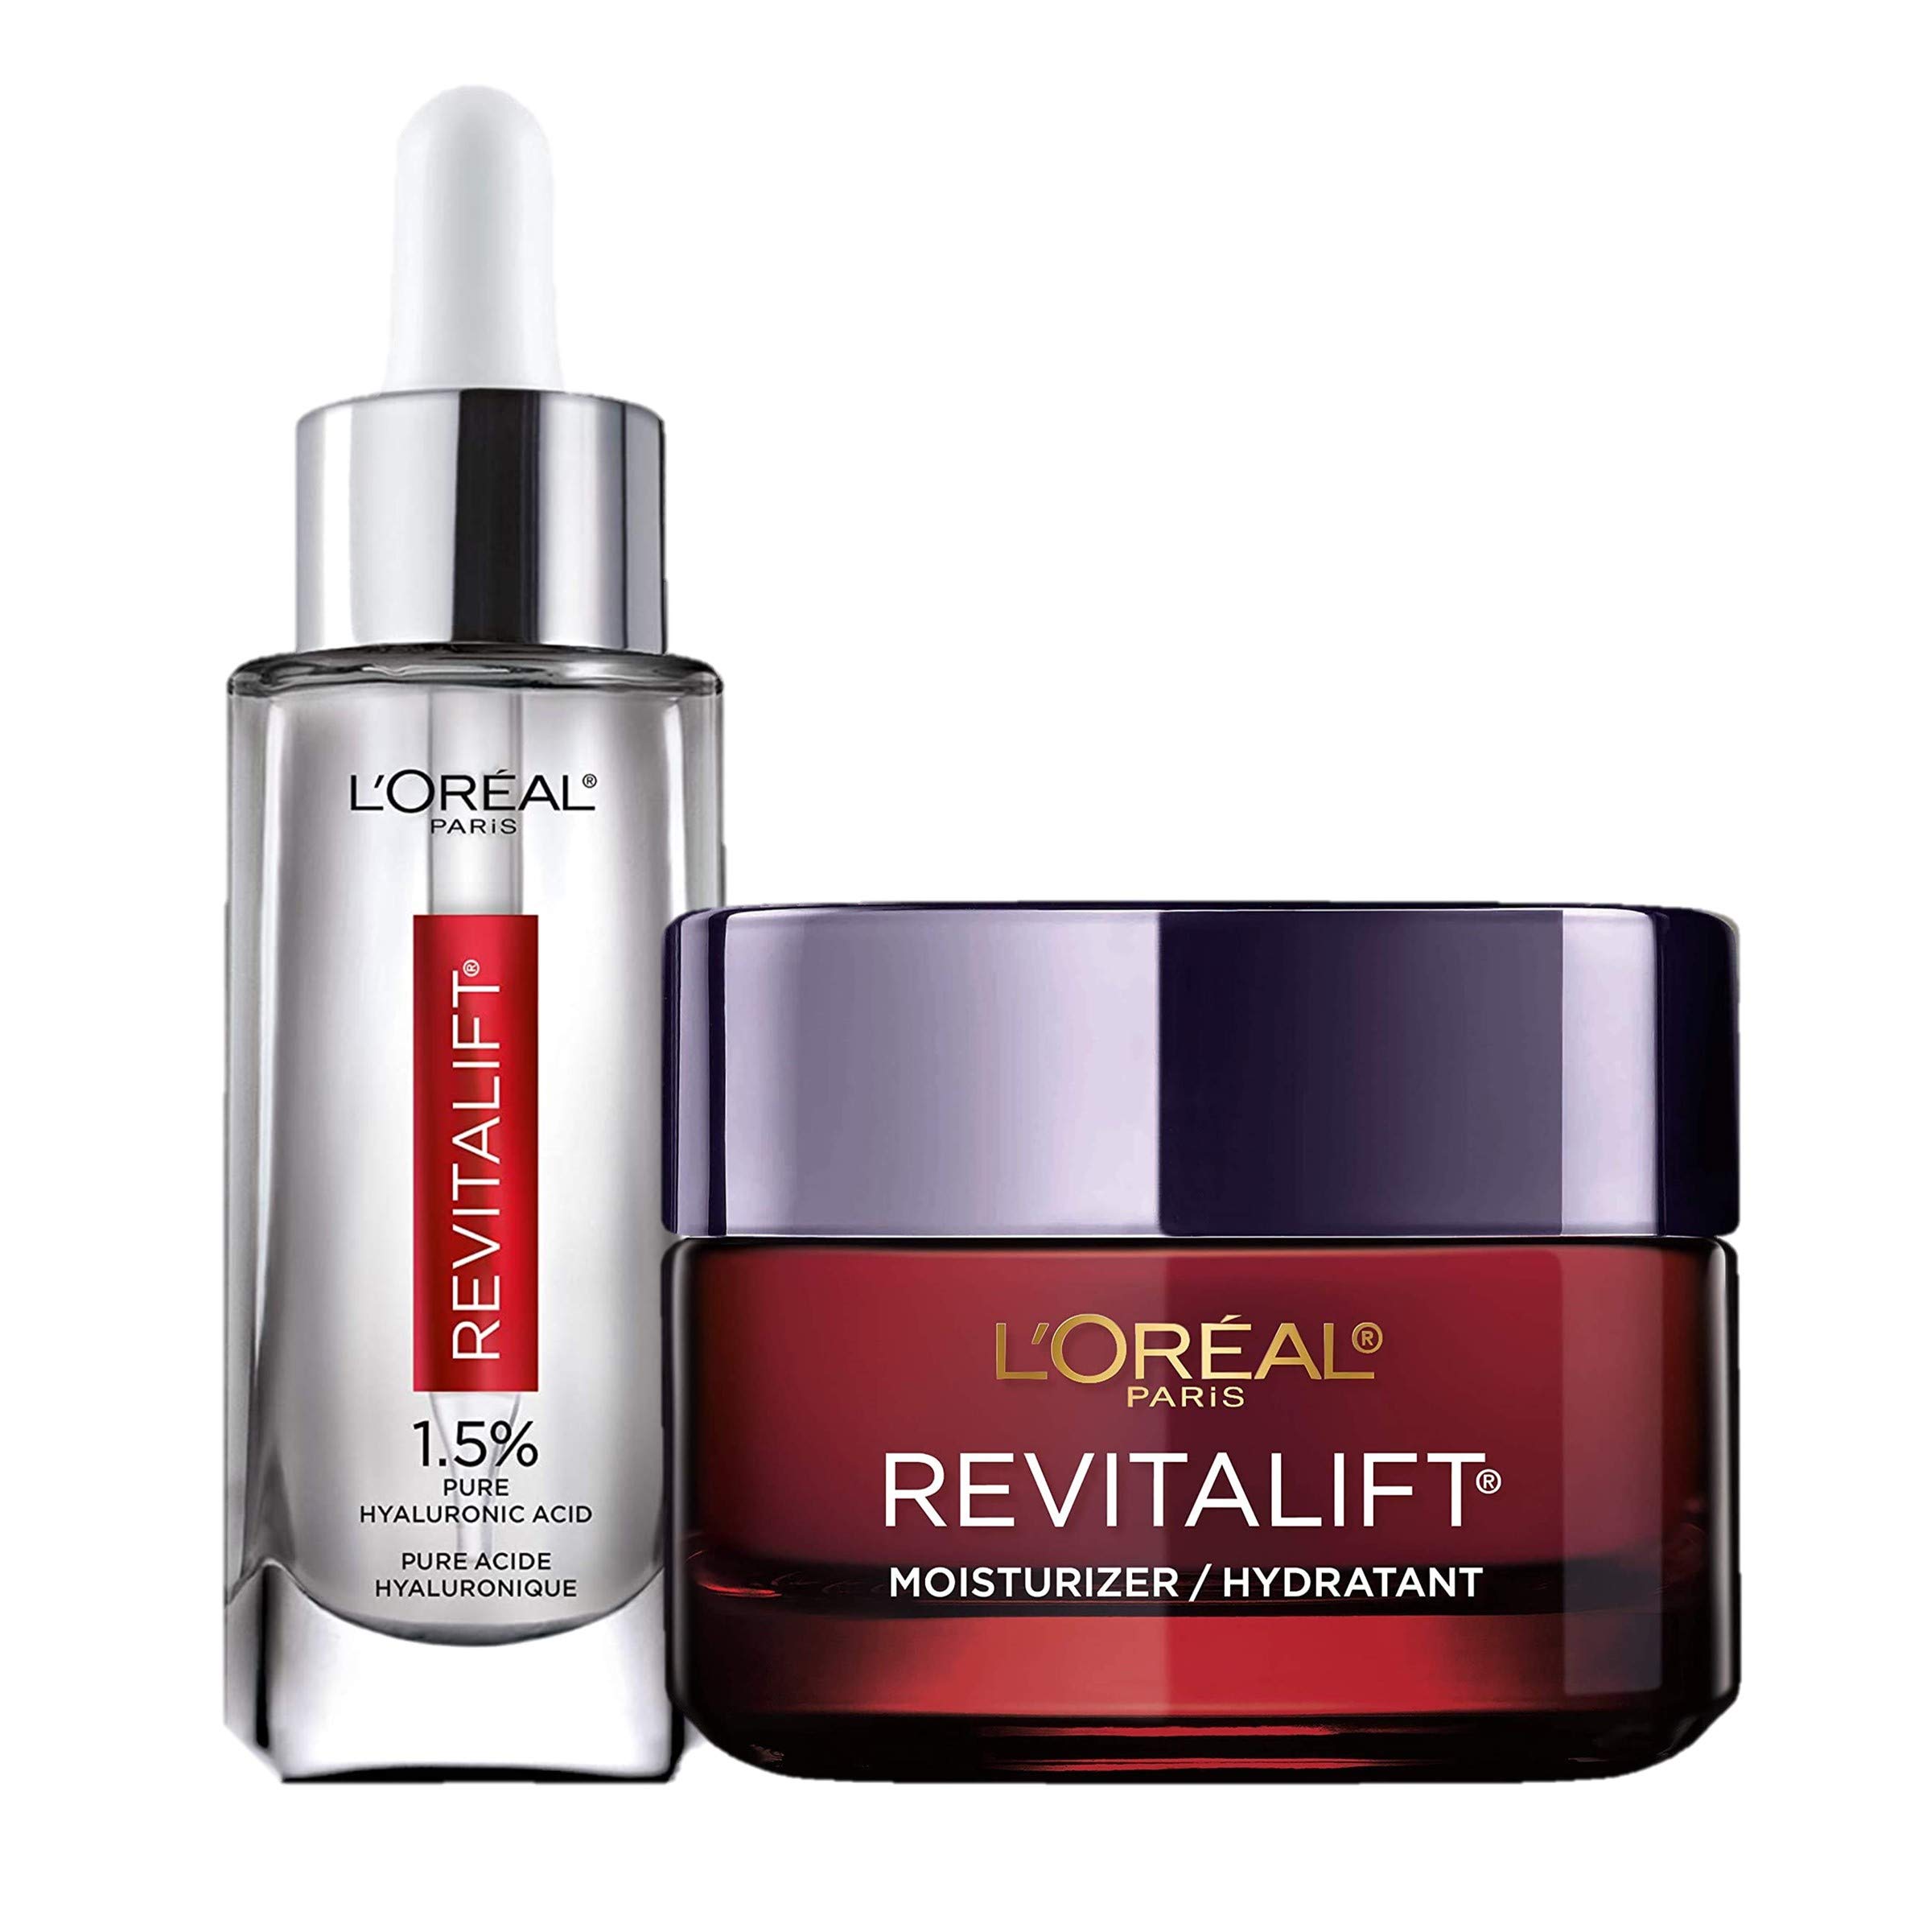 L'ORÉAL®
PARiS
REVITALIFT®
1.5%
PURE
HYALURONIC ACID
PURE ACIDE
HYALURONIQUE
L'ORÉAL®
PARiS
REVITALIFT®
MOISTURIZER / HYDRATANT